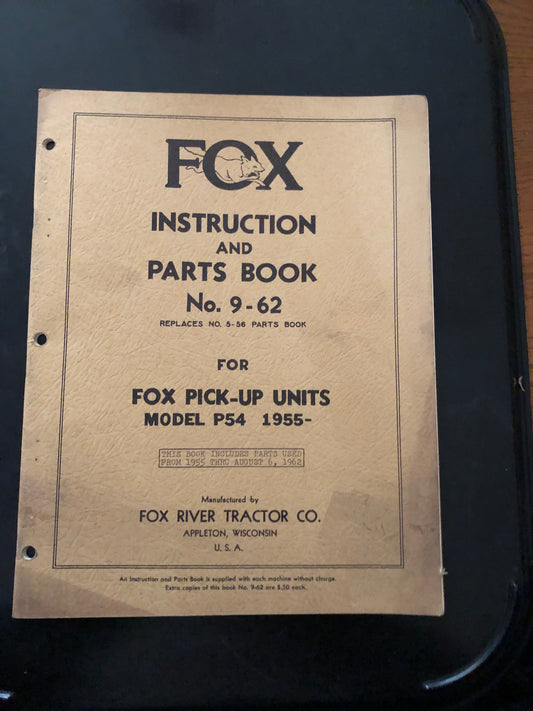 FOX
INSTRUCTION
AND
PARTS BOOK
No. 9-62
REPLACES NO. 5-56 PARTS BOOK
FOR
FOX PICK-UP UNITS
MODEL P54 1955-
THIS BOOK INCLUDES PARTS USED
FROM 1955 THRU AUGUST 6, 1962
Manufactured by
FOX RIVER TRACTOR CO.
APPLETON, WISCONSIN
U. S. A.
An Instruction and Parts Book is supplied with each machine without charge.
Extra copies of this book No. 9-62 are $.50 each.